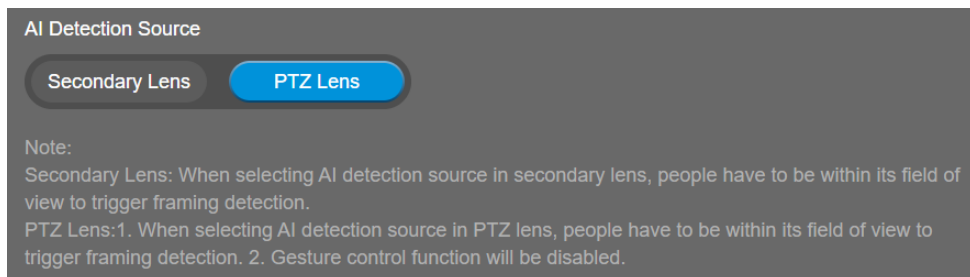 AI Detection Source
Secondary Lens PTZ Lens
Note:
Secondary Lens: When selecting AI detection source in secondary lens, people have to be within its field of
view to trigger framing detection.
PTZ Lens:1. When selecting AI detection source in PTZ lens, people have to be within its field of view to
trigger framing detection. 2. Gesture control function will be disabled.